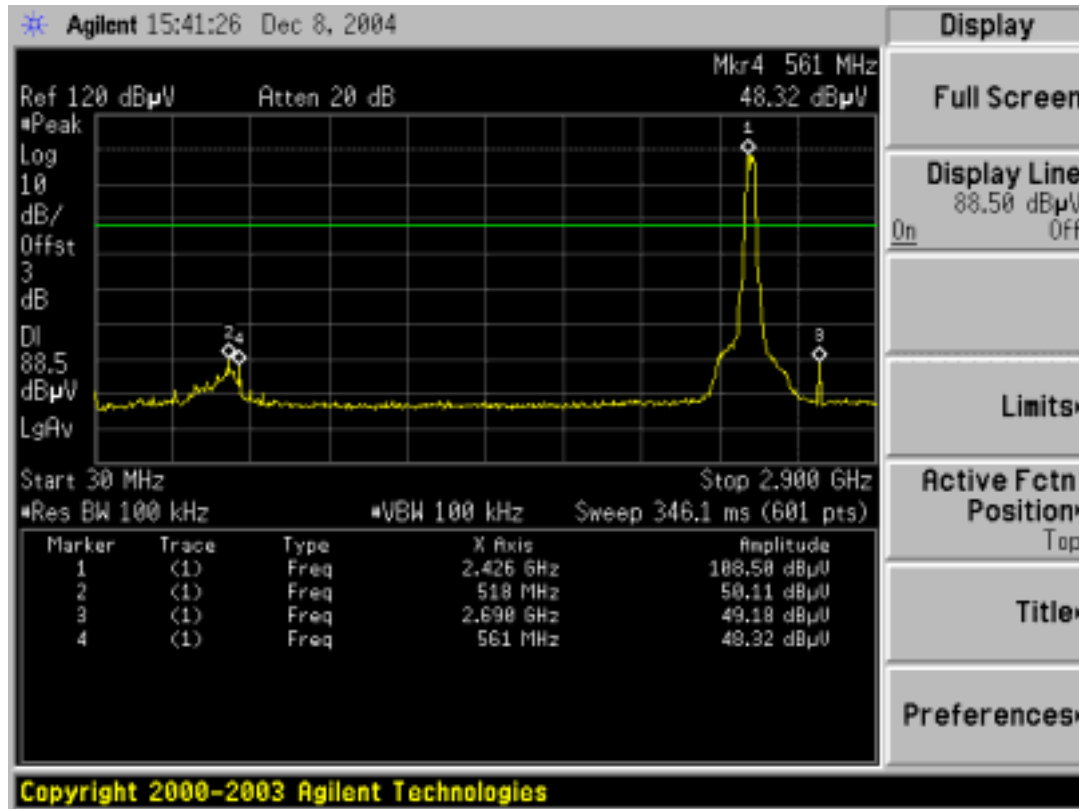 Agilent 15:41:26 Dec 8, 2004
Mkr4 561 MHz
Ref 120 dBµV Atten 20 dB 48.32 dBµV
#Peak
Log
10
dB/
Offst
3
dB
DI
88.5
dBµV
LgAv
1
2
4
3
Start 30 MHz Stop 2.900 GHz
#Res BW 100 kHz #VBW 100 kHz Sweep 346.1 ms (601 pts)
Marker Trace Type X Axis Amplitude
1 (1) Freq 2.426 GHz 108.50 dBµV
2 (1) Freq 518 MHz 50.11 dBµV
3 (1) Freq 2.690 GHz 49.18 dBµV
4 (1) Freq 561 MHz 48.32 dBµV
Copyright 2000-2003 Agilent Technologies
Display
Full Screen
Display Line
88.50 dBµV
On Off
Limits
Active Fctn
Position
Top
Title
Preferences